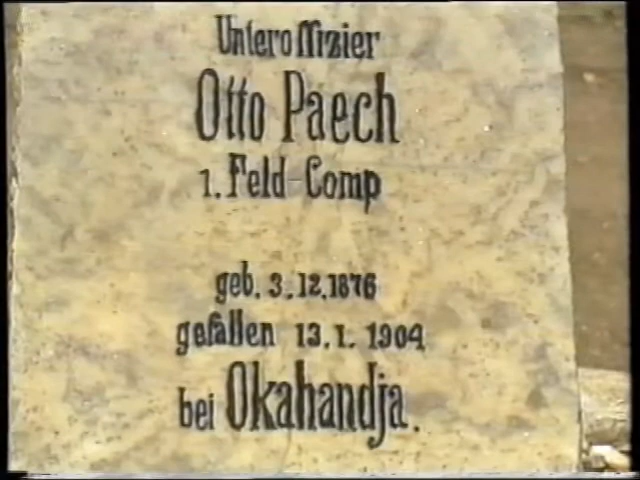 Unteroffizier
Otto Paech
1. Feld-Comp
geb. 3.12.1876
gefallen 13.1.1904
bei Okahandja.